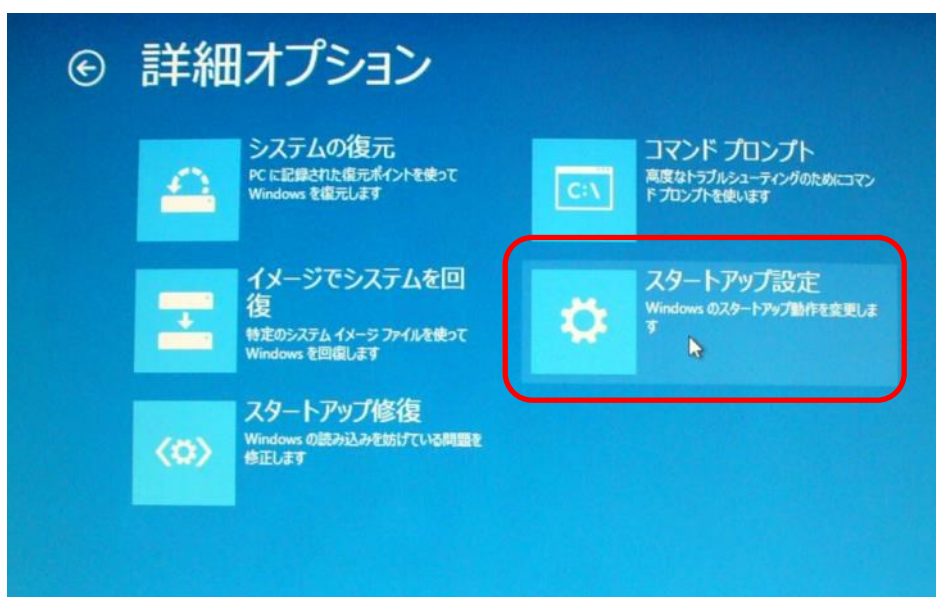 詳細オプション
システムの復元
PC に記録された復元ポイントを使って
Windows を復元します
イメージでシステムを回
復
特定のシステム イメージ ファイルを使って
Windows を回復します
スタートアップ修復
Windows の読み込みを妨げている問題を
修正します
コマンド プロンプト
高度なトラブルシューティングのためにコマン
ド プロンプトを使います
C:\
スタートアップ設定
Windows のスタートアップ動作を変更しま
す